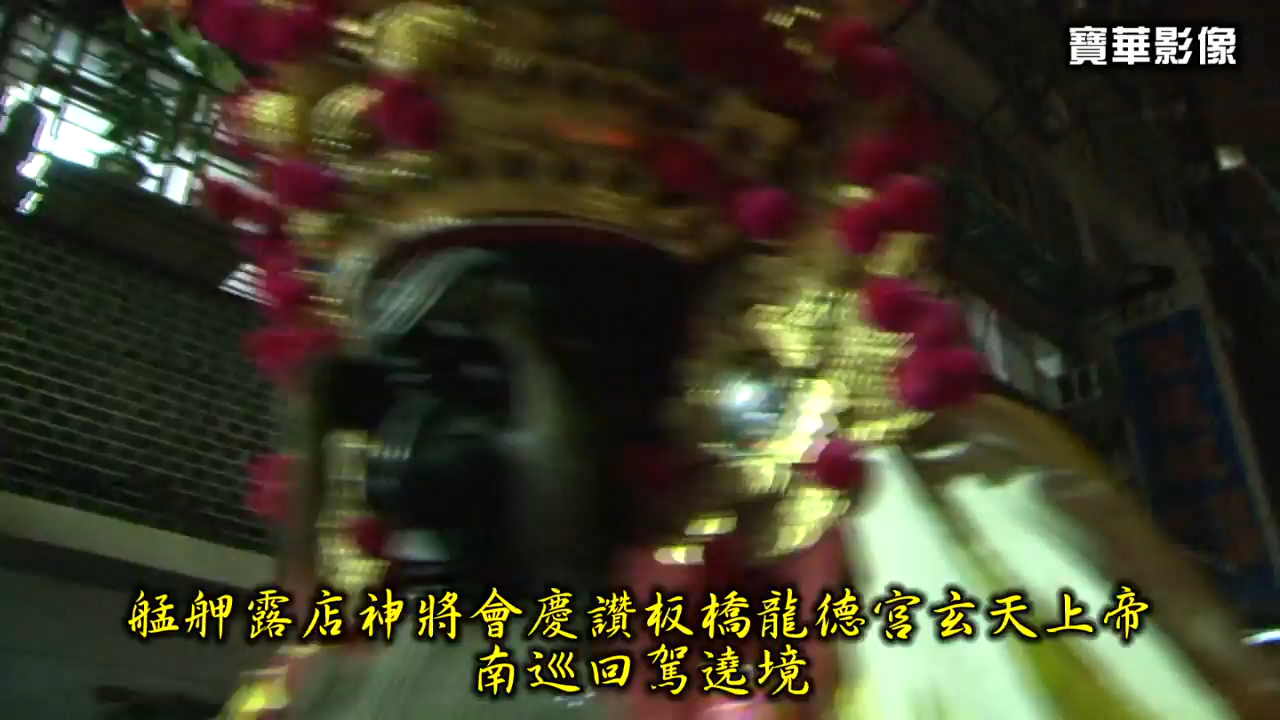 寶華影像
艋舺露店神將會慶讚板橋龍德宮玄天上帝
南巡回駕遶境